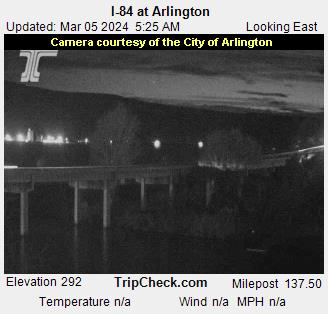 I-84 at Arlington
Updated: Mar 05 2024 5:25 AM Looking East
Camera courtesy of the City of Arlington
Elevation 292 TripCheck.com Milepost 137.50
Temperature n/a Wind n/a MPH n/a